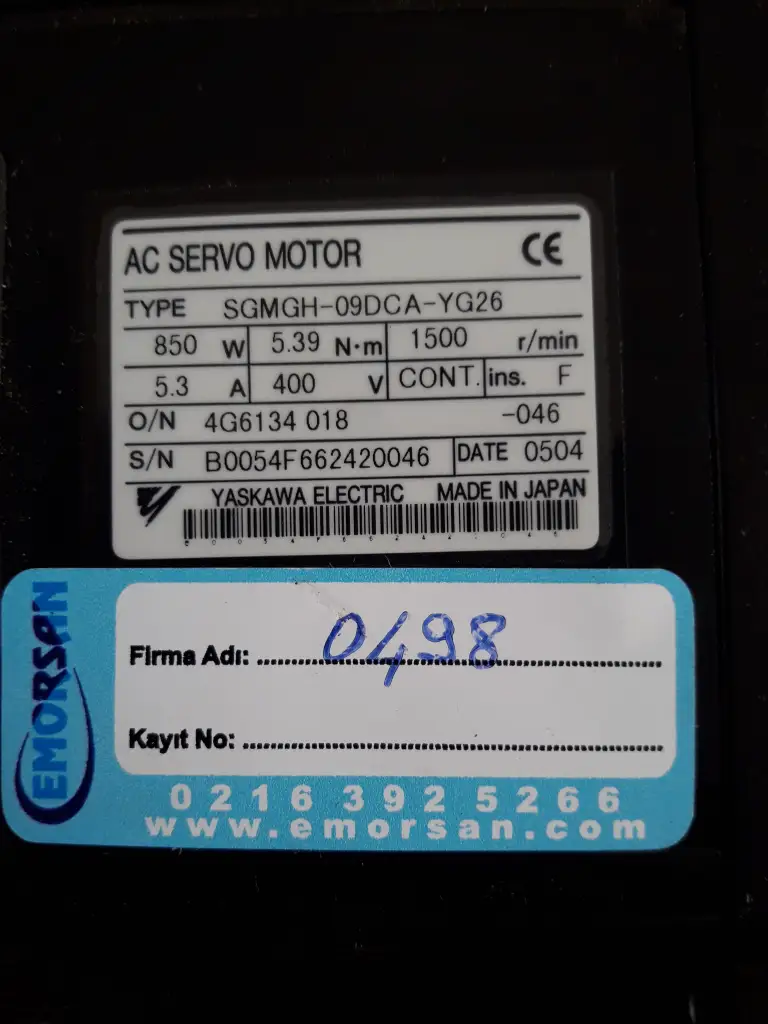 AC SERVO MOTOR CE
TYPE SGMGH-09DCA-YG26
850 W 5.39 N·m 1500 r/min
5.3 A 400 V CONT. ins. F
O/N 4G6134 018 -046
S/N B0054F662420046 DATE 0504
YASKAWA ELECTRIC MADE IN JAPAN
EMORSAN
Firma Adı: 0498
Kayıt No:
0216 392 5266
www.emorsan.com